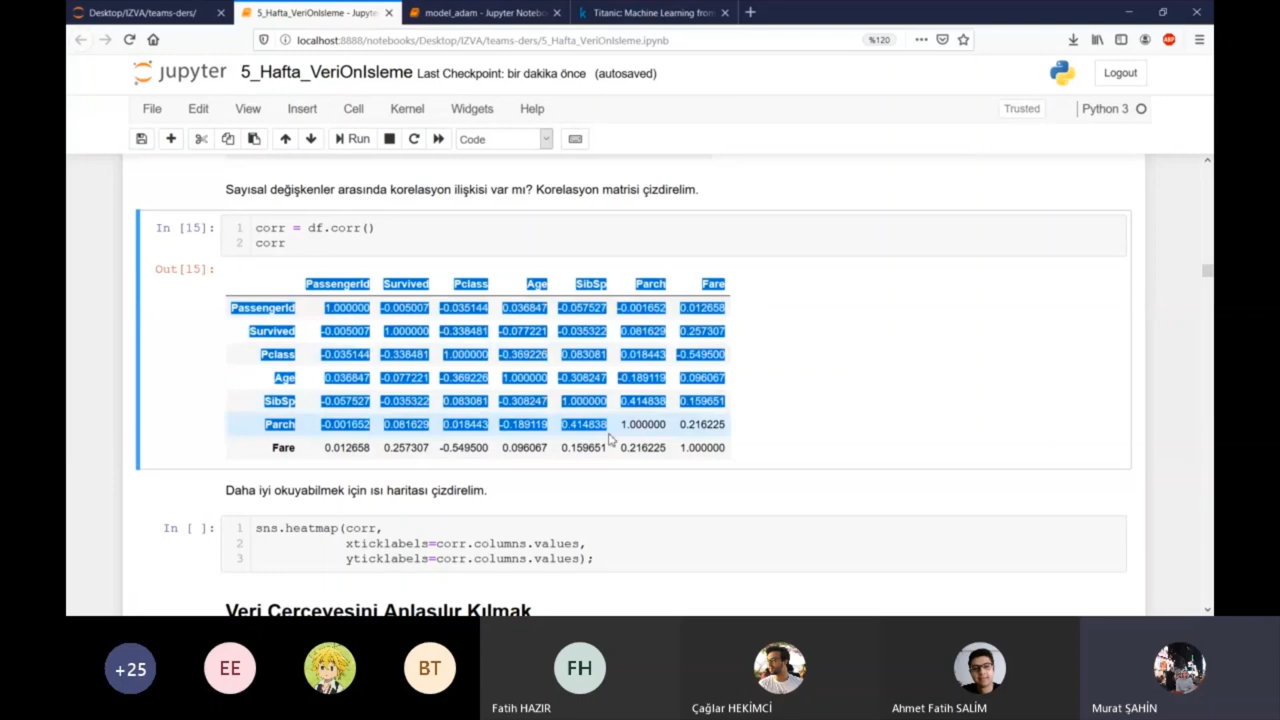 Desktop/IZVA/teams-ders/
5_Hafta_VeriOnIsleme - Jupyte
model_adam - Jupyter Noteboo
Titanic: Machine Learning from
localhost:8888/notebooks/Desktop/IZVA/teams-ders/5_Hafta_VeriOnIsleme.ipynb
%120
ABP
jupyter 5_Hafta_VeriOnIsleme Last Checkpoint: bir dakika önce (autosaved)
Logout
File Edit View Insert Cell Kernel Widgets Help
Trusted Python 3
Run Code
Sayısal değişkenler arasında korelasyon ilişkisi var mı? Korelasyon matrisi çizdirelim.
In [15]: 1 corr = df.corr()
2 corr
Out[15]:
PassengerId Survived Pclass Age SibSp Parch Fare
PassengerId 1.000000 -0.005007 -0.035144 0.036847 -0.057527 -0.001652 0.012658
Survived -0.005007 1.000000 -0.338481 -0.077221 -0.035322 0.081629 0.257307
Pclass -0.035144 -0.338481 1.000000 -0.369226 0.083081 0.018443 -0.549500
Age 0.036847 -0.077221 -0.369226 1.000000 -0.308247 -0.189119 0.096067
SibSp -0.057527 -0.035322 0.083081 -0.308247 1.000000 0.414838 0.159651
Parch -0.001652 0.081629 0.018443 -0.189119 0.414838 1.000000 0.216225
Fare 0.012658 0.257307 -0.549500 0.096067 0.159651 0.216225 1.000000
Daha iyi okuyabilmek için ısı haritası çizdirelim.
In [ ]: 1 sns.heatmap(corr,
2 xticklabels=corr.columns.values,
3 yticklabels=corr.columns.values);
Veri Çerçevesini Anlaşılır Kılmak
+25
EE
BT
FH
Fatih HAZIR
Çağlar HEKİMCİ
Ahmet Fatih SALİM
Murat ŞAHİN